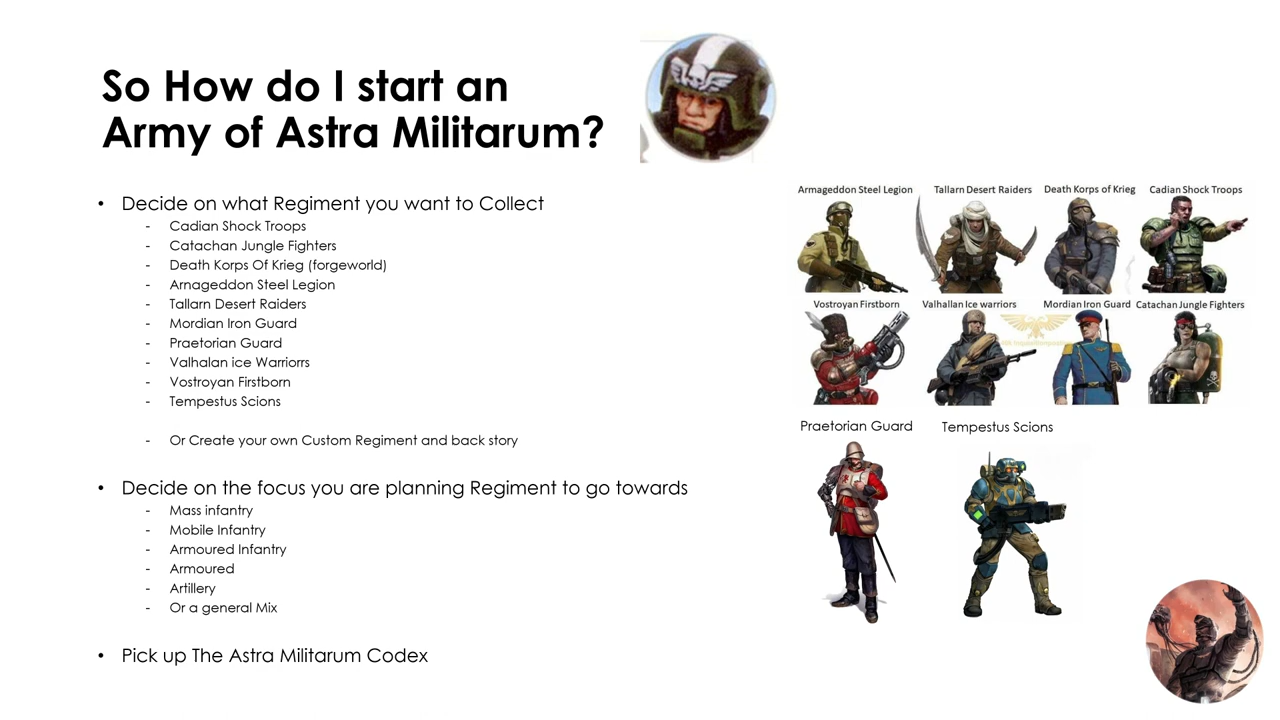 So How do I start an
Army of Astra Militarum?
• Decide on what Regiment you want to Collect
- Cadian Shock Troops
- Catachan Jungle Fighters
- Death Korps Of Krieg (forgeworld)
- Arnageddon Steel Legion
- Tallarn Desert Raiders
- Mordian Iron Guard
- Praetorian Guard
- Valhalan ice Warriorrs
- Vostroyan Firstborn
- Tempestus Scions
- Or Create your own Custom Regiment and back story
• Decide on the focus you are planning Regiment to go towards
- Mass infantry
- Mobile Infantry
- Armoured Infantry
- Armoured
- Artillery
- Or a general Mix
• Pick up The Astra Militarum Codex
Armageddon Steel Legion
Tallarn Desert Raiders
Death Korps of Krieg
Cadian Shock Troops
Vostroyan Firstborn
Valhallan Ice warriors
Mordian Iron Guard
Catachan Jungle Fighters
Praetorian Guard
Tempestus Scions